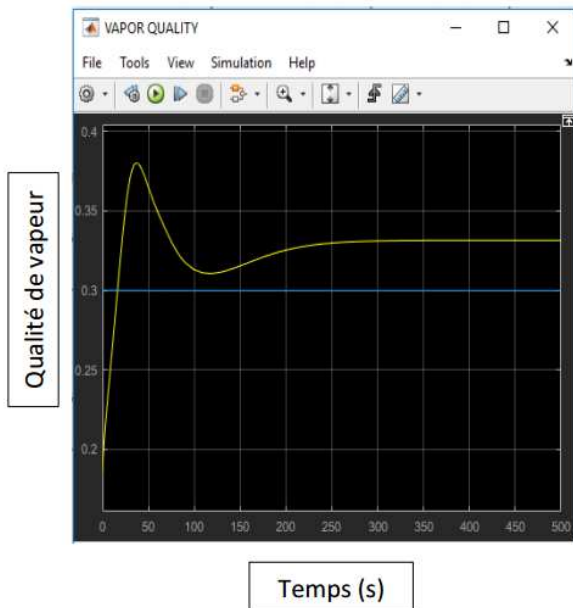 VAPOR QUALITY
File Tools View Simulation Help
0.4
0.35
0.3
0.25
0.2
0 50 100 150 200 250 300 350 400 450 500
Qualité de vapeur
Temps (s)